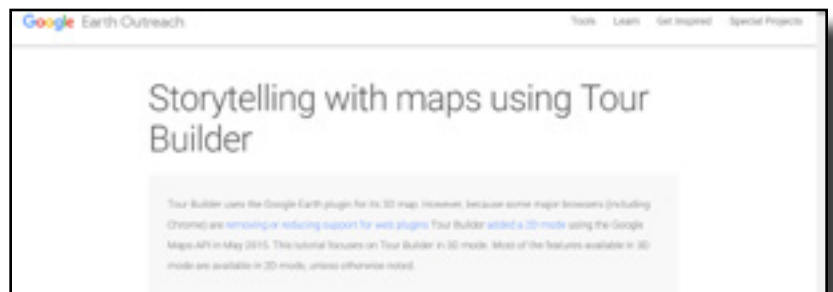 Google Earth Outreach
Tools Learn Get Inspired Special Projects
Storytelling with maps using Tour
Builder
Tour Builder uses the Google Earth plugin for its 3D map. However, because some major browsers (including
Chrome) are removing or reducing support for web plugins Tour Builder added a 2D mode using the Google
Maps API in May 2015. This tutorial focuses on Tour Builder in 3D mode. Most of the features available in 3D
mode are available in 2D mode, unless otherwise noted.